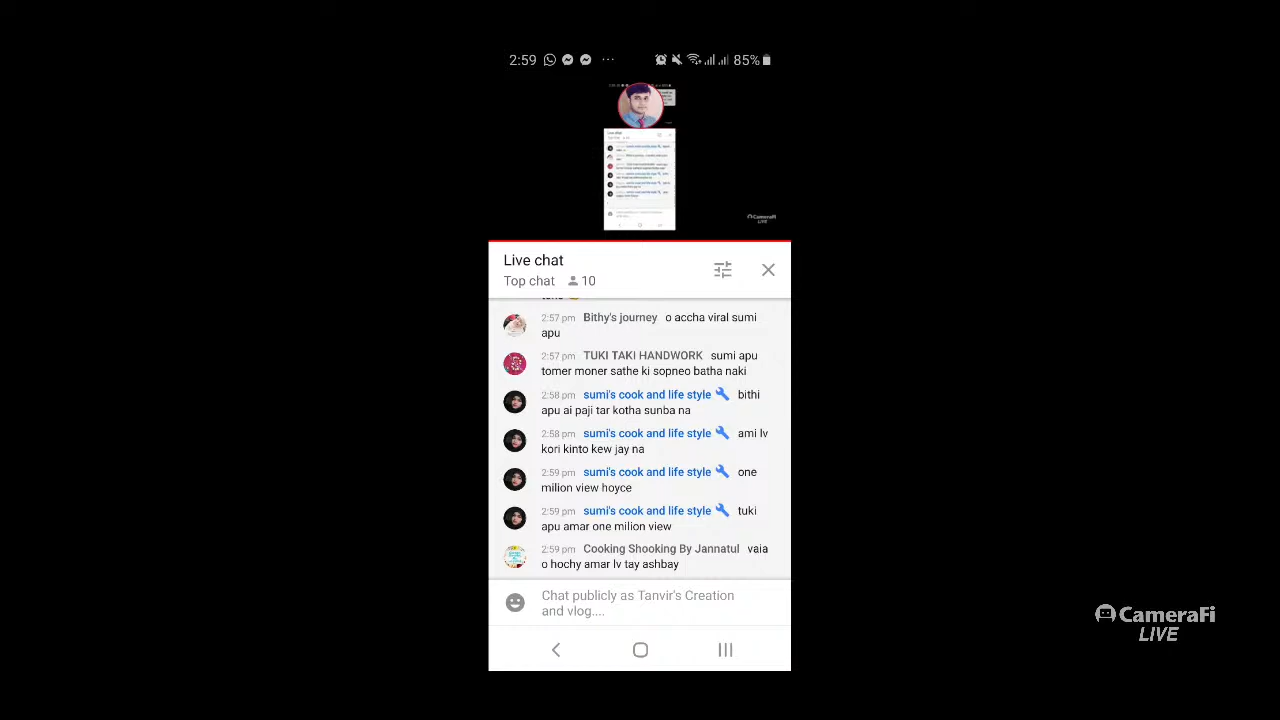 2:59 ... 85%
CameraFi
LIVE
Live chat
Top chat 10
2:57 pm Bithy's journey o accha viral sumi
apu
2:57 pm TUKI TAKI HANDWORK sumi apu
tomer moner sathe ki sopneo batha naki
2:58 pm sumi's cook and life style bithi
apu ai paji tar kotha sunba na
2:58 pm sumi's cook and life style ami lv
kori kinto kew jay na
2:59 pm sumi's cook and life style one
milion view hoyce
2:59 pm sumi's cook and life style tuki
apu amar one milion view
2:59 pm Cooking Shooking By Jannatul vaia
o hochy amar lv tay ashbay
Chat publicly as Tanvir's Creation
and vlog....
CameraFi
LIVE